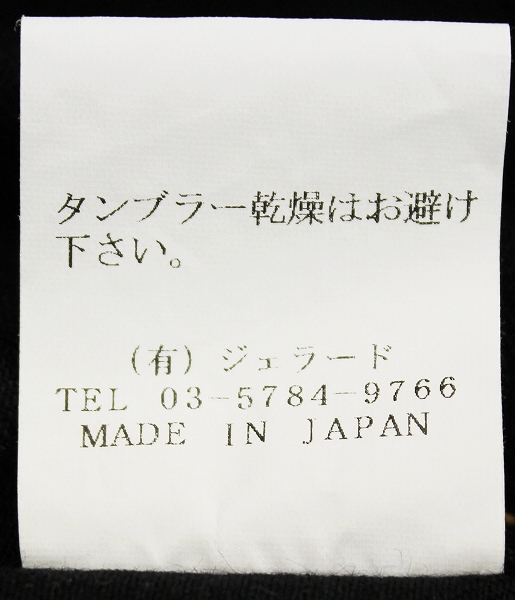 タンブラー乾燥はお避け
下さい。
(有)ジェラード
TEL 03-5784-9766
MADE IN JAPAN